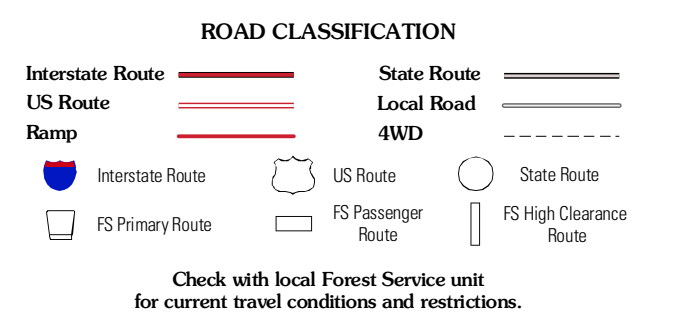 ROAD CLASSIFICATION
Interstate Route
State Route
US Route
Local Road
Ramp
4WD
Interstate Route
US Route
State Route
FS Primary Route
FS Passenger
Route
FS High Clearance
Route
Check with local Forest Service unit
for current travel conditions and restrictions.